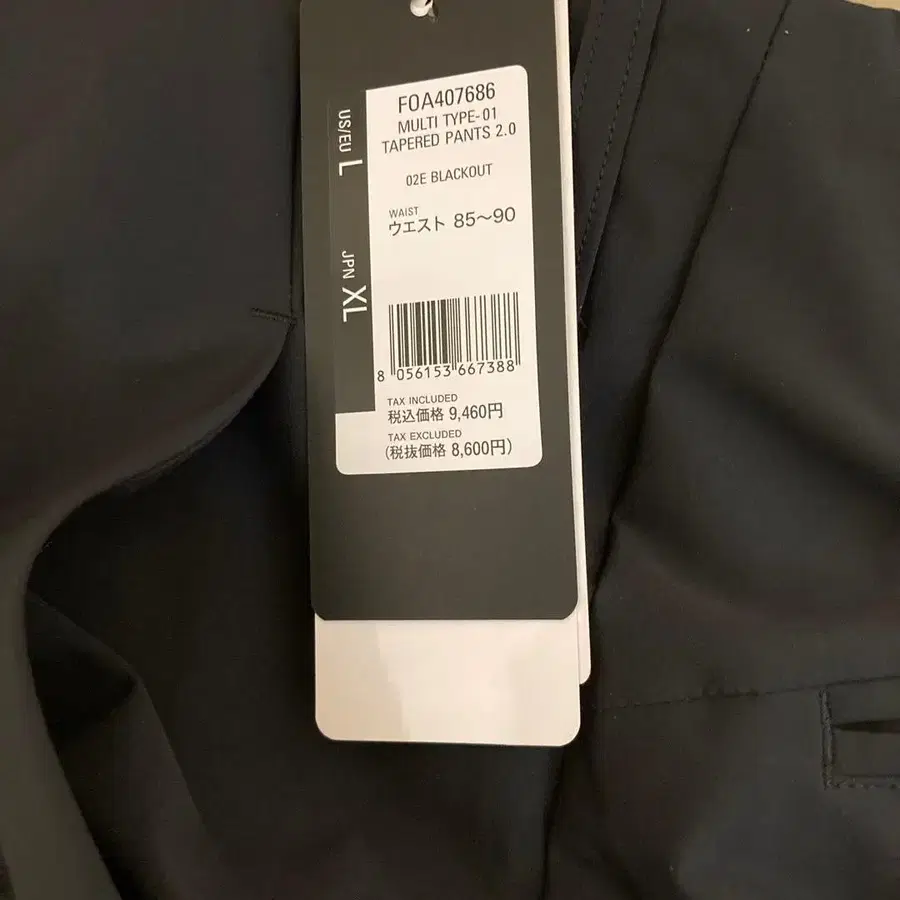 US/EU L
JPN XL
FOA407686
MULTI TYPE-01
TAPERED PANTS 2.0
02E BLACKOUT
WAIST
ウエスト 85〜90
8 056153 667388
TAX INCLUDED
税込価格 9,460円
TAX EXCLUDED
(税抜価格 8,600円)